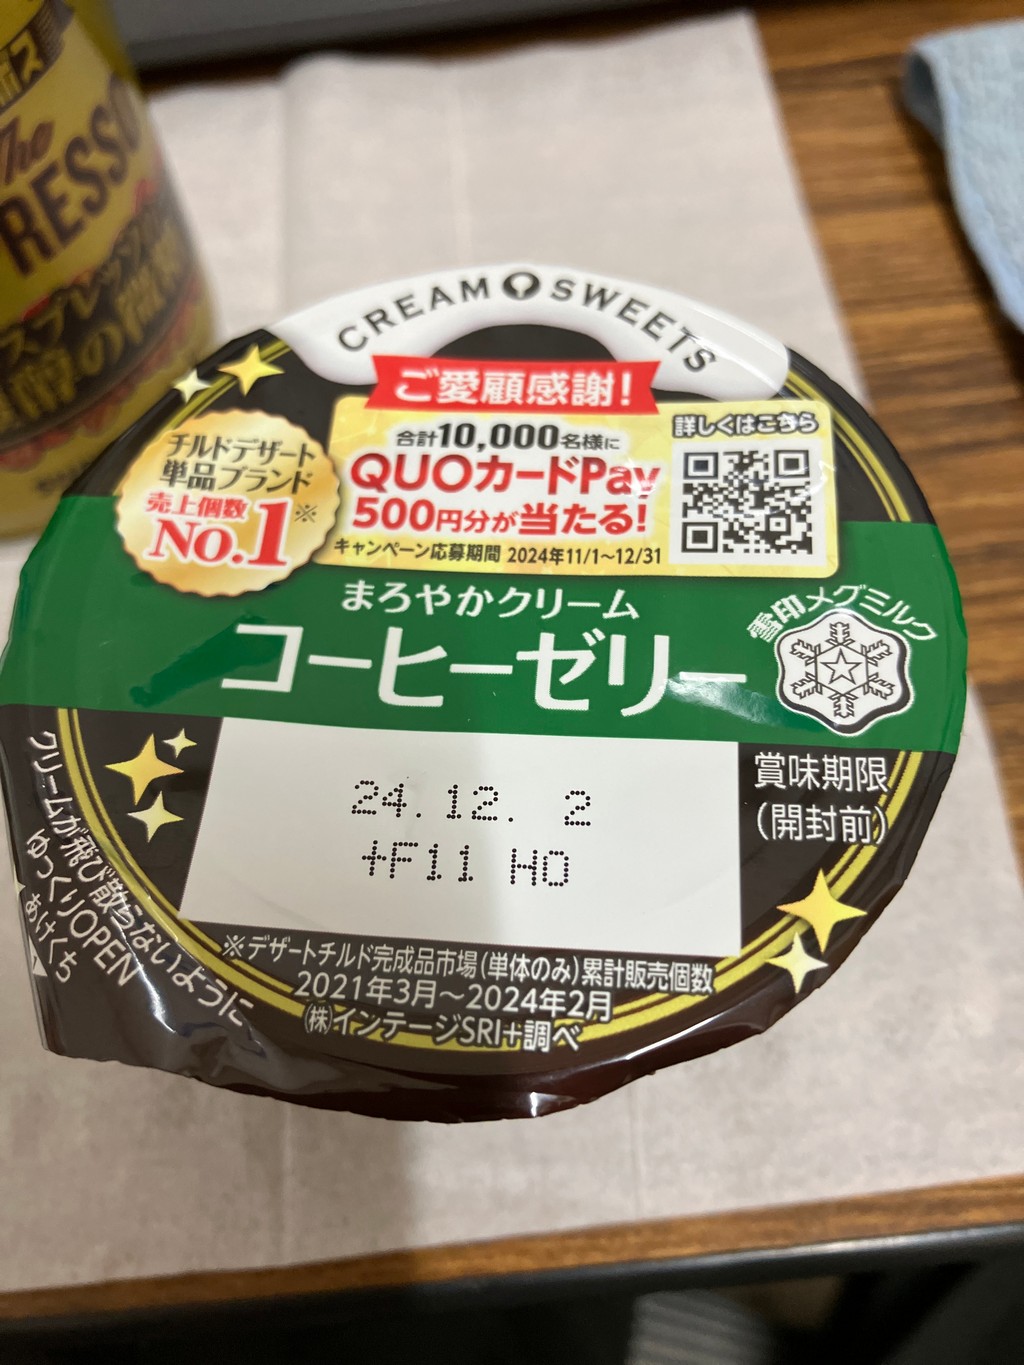 The
RESSO
CREAM SWEETS
ご愛顧感謝!
合計10,000名様に
QUOカードPay
500円分が当たる!
キャンペーン応募期間 2024年11/1~12/31
詳しくはこちら
チルドデザート
単品ブランド
売上個数
No.1※
まろやかクリーム
コーヒーゼリー
雪印メグミルク
賞味期限
(開封前)
24.12. 2
+F11 HO
※デザートチルド完成品市場(単体のみ)累計販売個数
2021年3月~2024年2月
(株)インテージSRI+調べ
クリームが飛び散らないように
ゆっくりOPEN
あけくち